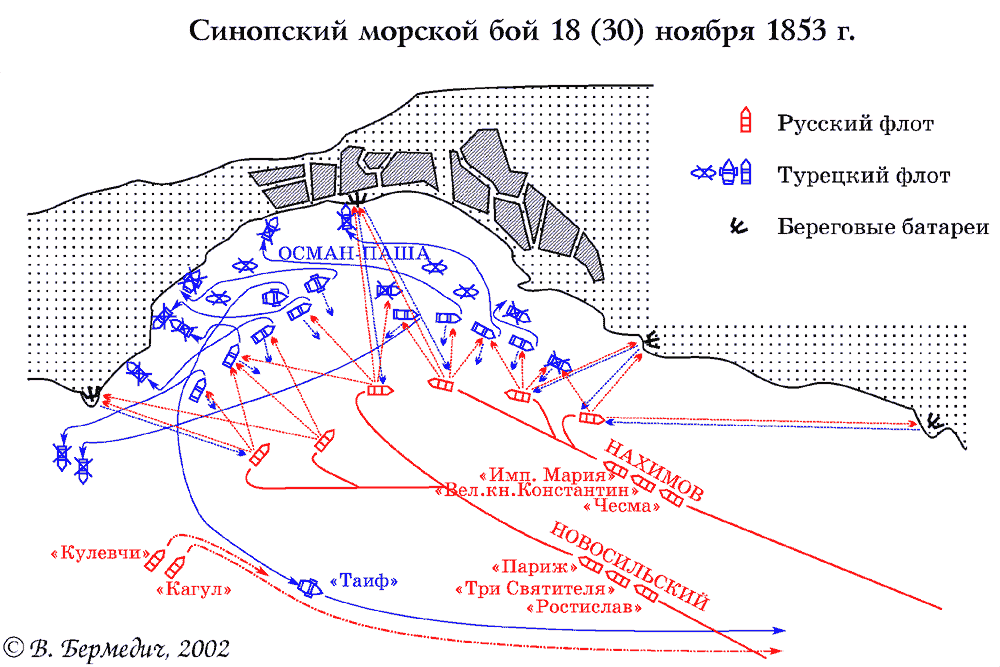 Синопский морской бой 18 (30) ноября 1853 г.
Русский флот
Турецкий флот
Береговые батареи
ОСМАН-ПАША
НАХИМОВ
«Имп. Мария»
«Вел.кн.Константин»
«Чесма»
НОВОСИЛЬСКИЙ
«Париж»
«Три Святителя»
«Ростислав»
«Кулевчи»
«Кагул»
«Таиф»
© В. Бермедич, 2002